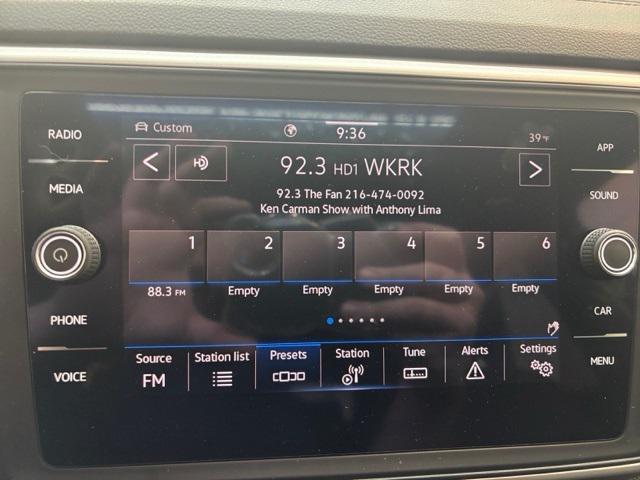 RADIO
MEDIA
PHONE
VOICE
Custom
9:36
39 °F
HD
92.3 HD1 WKRK
92.3 The Fan 216-474-0092
Ken Carman Show with Anthony Lima
1 2 3 4 5 6
88.3 FM Empty Empty Empty Empty Empty
Source Station list Presets Station Tune Alerts Settings
FM
APP
SOUND
CAR
MENU